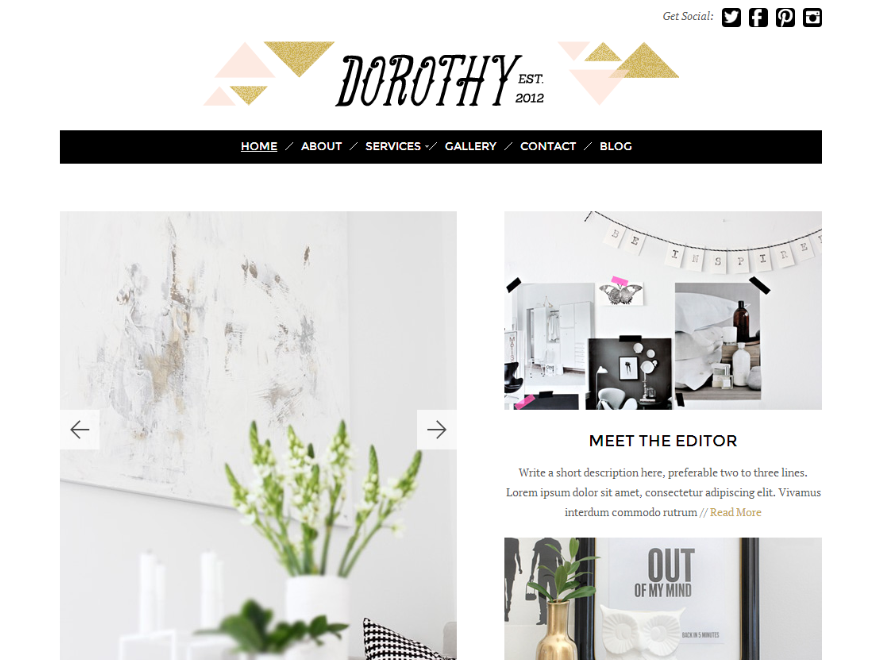 Get Social:
DOROTHY
EST.
2012
HOME / ABOUT / SERVICES / GALLERY / CONTACT / BLOG
BE INSPIRE
MEET THE EDITOR
Write a short description here, preferable two to three lines.
Lorem ipsum dolor sit amet, consectetur adipiscing elit. Vivamus
interdum commodo rutrum // Read More
OUT
OF MY MIND
BACK IN 5 MINUTES